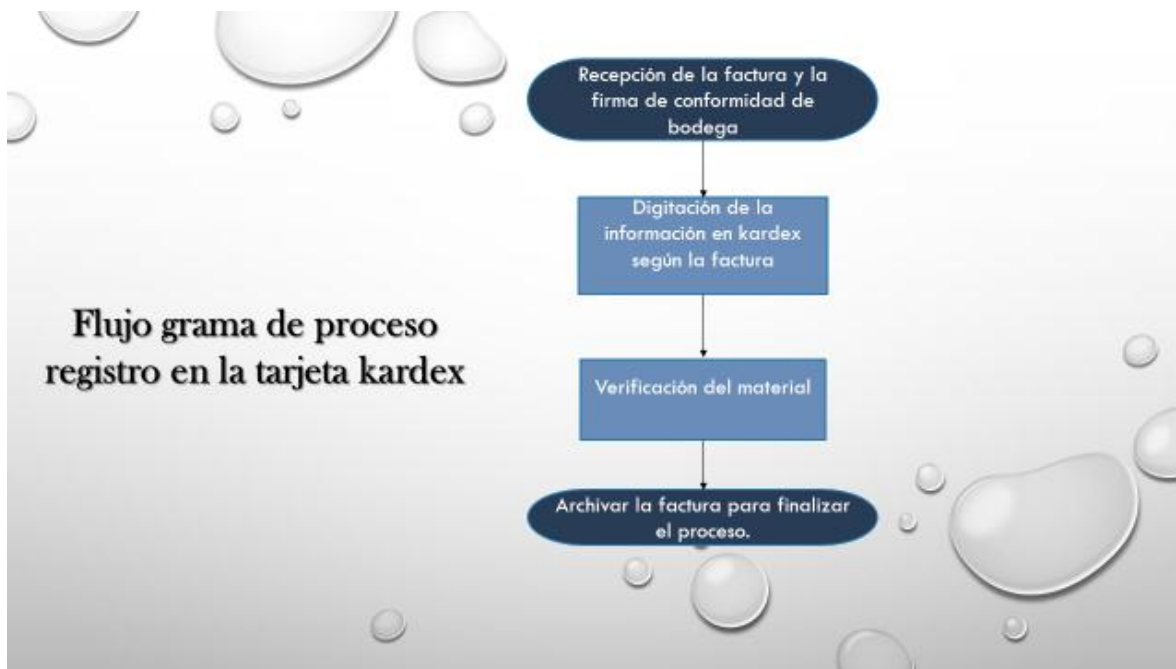 Flujo grama de proceso
registro en la tarjeta kardex
Recepción de la factura y la
firma de conformidad de
bodega
Digitación de la
información en kardex
según la factura
Verificación del material
Archivar la factura para finalizar
el proceso.